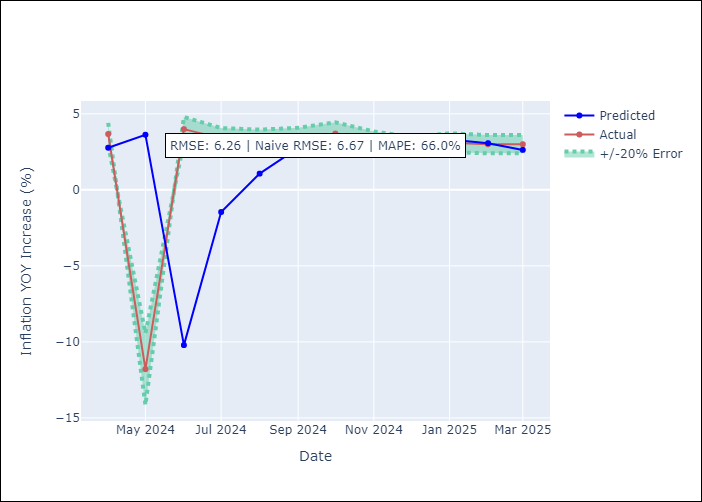 5
0
−5
−10
−15
Inflation YOY Increase (%)
RMSE: 6.26 | Naive RMSE: 6.67 | MAPE: 66.0%
Predicted
Actual
+/-20% Error
May 2024
Jul 2024
Sep 2024
Nov 2024
Jan 2025
Mar 2025
Date